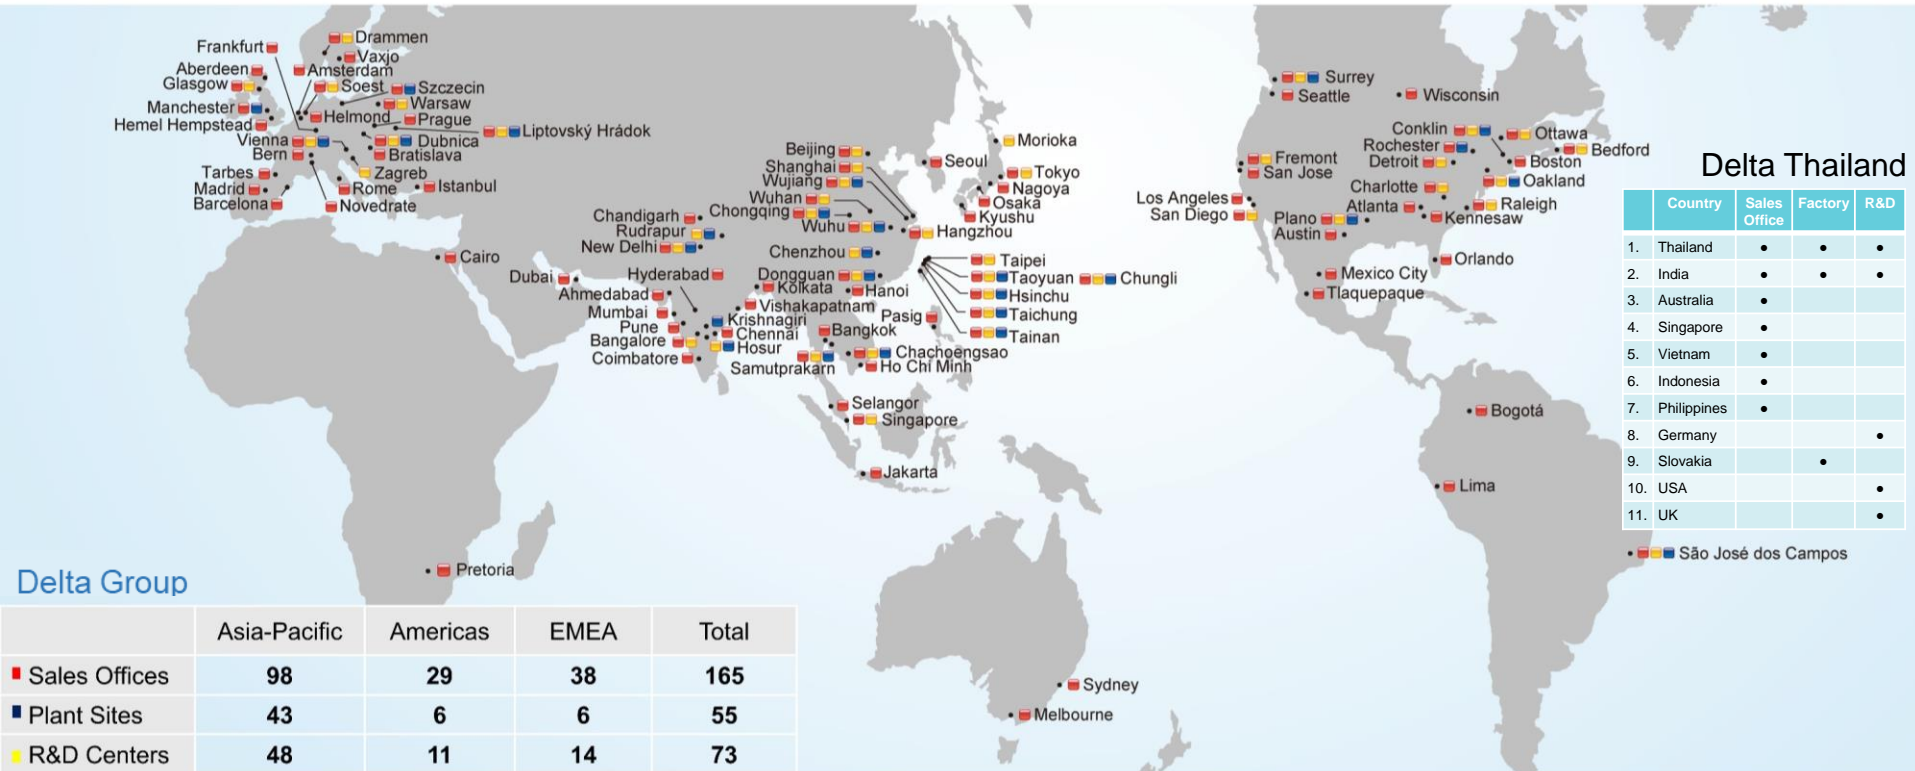 Drammen
Frankfurt
Vaxjo
Aberdeen
Amsterdam
Glasgow
Soest
Szczecin
Warsaw
Manchester
Helmond
Prague
Hemel Hempstead
Liptovský Hrádok
Vienna
Dubnica
Bern
Bratislava
Tarbes
Zagreb
Madrid
Rome
Istanbul
Barcelona
Novedrate
Cairo
Dubai
Pretoria
Beijing
Shanghai
Wujiang
Wuhan
Chongqing
Wuhu
Hangzhou
Chandigarh
Rudrapur
New Delhi
Chenzhou
Hyderabad
Dongguan
Kolkata
Hanoi
Ahmedabad
Vishakapatnam
Mumbai
Krishnagiri
Pune
Chennai
Bangalore
Hosur
Coimbatore
Pasig
Bangkok
Chachoengsao
Samutprakarn
Ho Chi Minh
Selangor
Singapore
Jakarta
Seoul
Morioka
Tokyo
Nagoya
Osaka
Kyushu
Taipei
Taoyuan
Chungli
Hsinchu
Taichung
Tainan
Sydney
Melbourne
Surrey
Seattle
Wisconsin
Conklin
Ottawa
Rochester
Bedford
Fremont
Detroit
Boston
San Jose
Oakland
Charlotte
Los Angeles
Atlanta
Raleigh
San Diego
Plano
Kennesaw
Austin
Orlando
Mexico City
Tlaquepaque
Bogotá
Lima
São José dos Campos
Delta Thailand
Country Sales Office Factory R&D
1. Thailand ● ● ●
2. India ● ● ●
3. Australia ●
4. Singapore ●
5. Vietnam ●
6. Indonesia ●
7. Philippines ●
8. Germany ●
9. Slovakia ●
10. USA ●
11. UK ●
Delta Group
Asia-Pacific Americas EMEA Total
Sales Offices 98 29 38 165
Plant Sites 43 6 6 55
R&D Centers 48 11 14 73